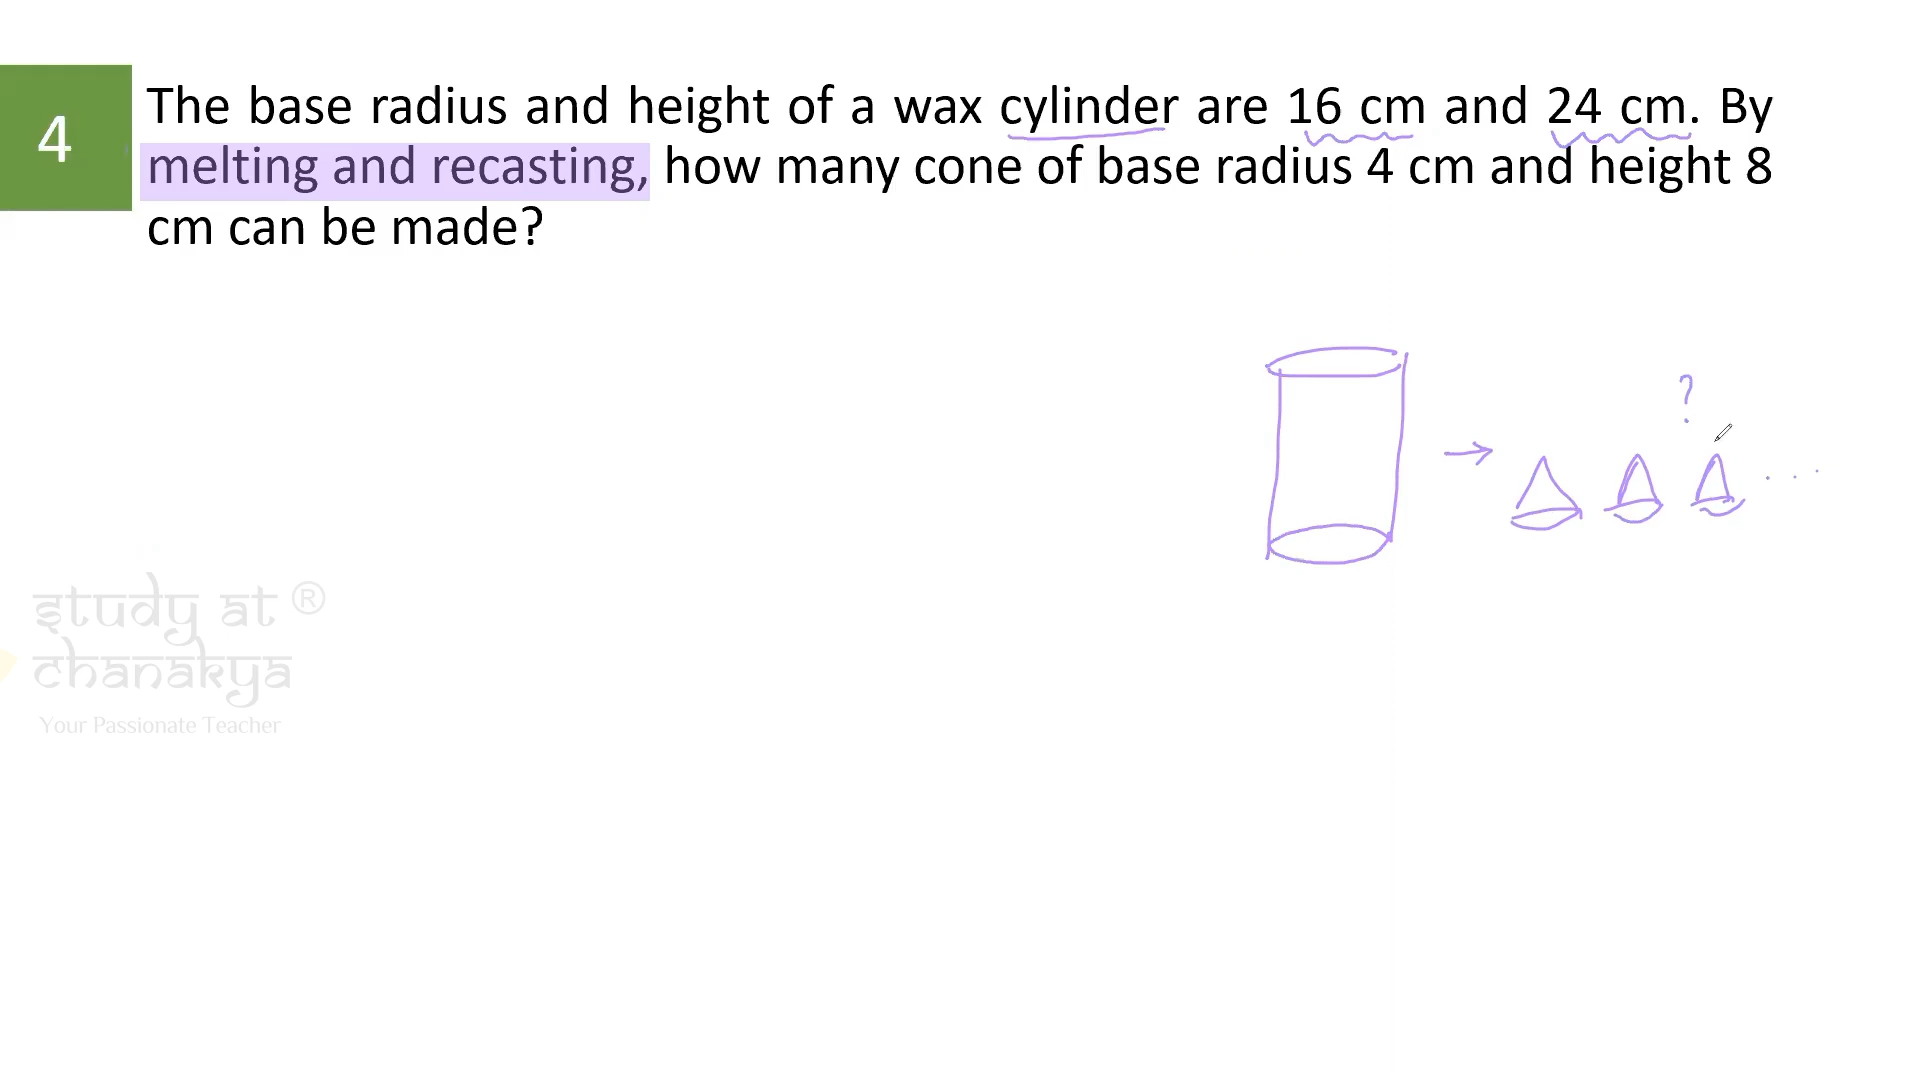 4
The base radius and height of a wax cylinder are 16 cm and 24 cm. By
melting and recasting, how many cone of base radius 4 cm and height 8
cm can be made?
?
study at ®
chanakya
Your Passionate Teacher